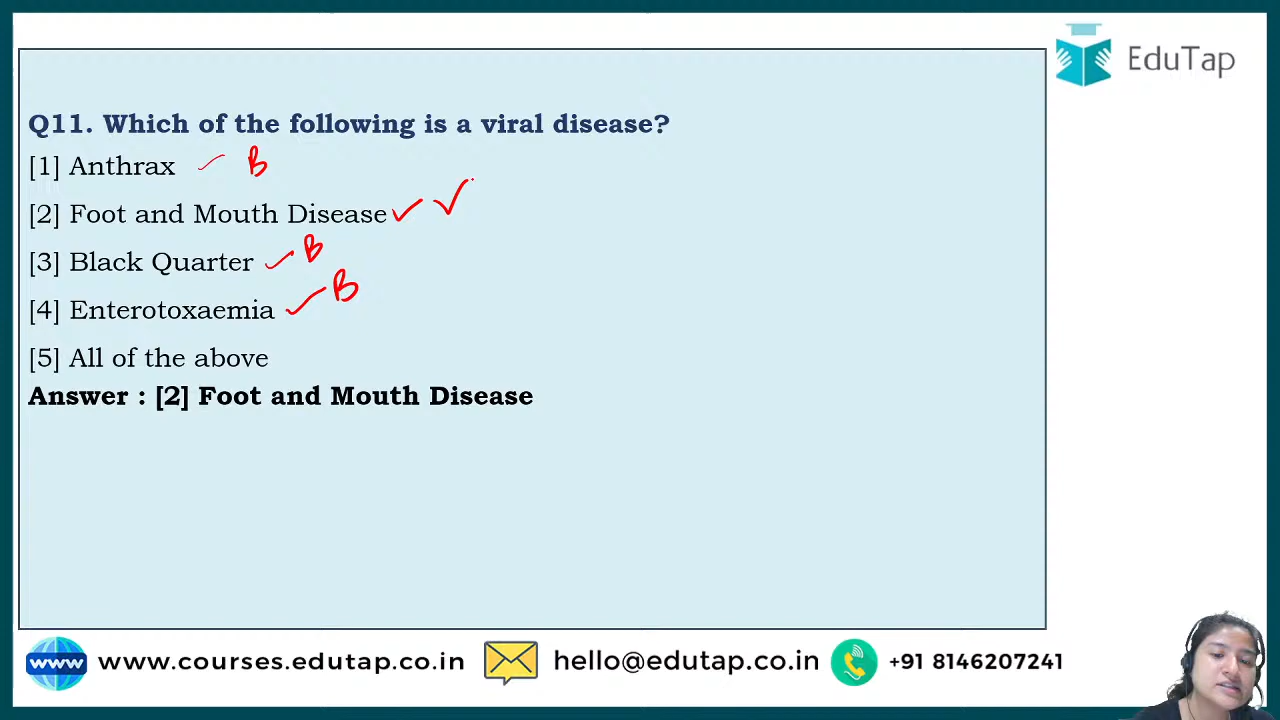 EduTap
Q11. Which of the following is a viral disease?
[1] Anthrax B
[2] Foot and Mouth Disease
[3] Black Quarter B
[4] Enterotoxaemia B
[5] All of the above
Answer : [2] Foot and Mouth Disease
www www.courses.edutap.co.in hello@edutap.co.in +91 8146207241